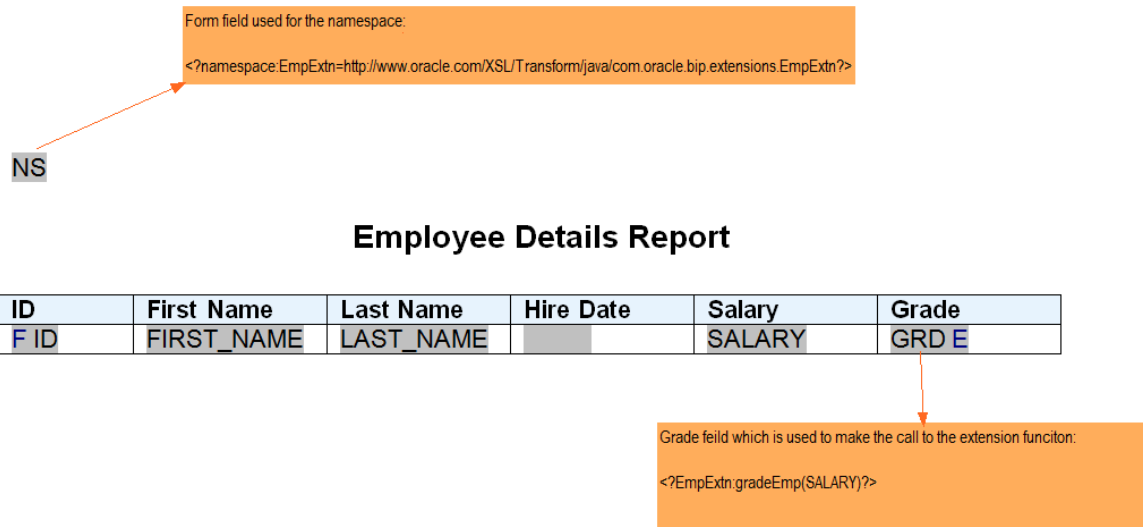 Form field used for the namespace:
<?namespace:EmpExtn=http://www.oracle.com/XSL/Transform/java/com.oracle.bip.extensions.EmpExtn?>
NS
Employee Details Report
ID First Name Last Name Hire Date Salary Grade
F ID FIRST_NAME LAST_NAME SALARY GRD E
Grade feild which is used to make the call to the extension funciton:
<?EmpExtn:gradeEmp(SALARY)?>